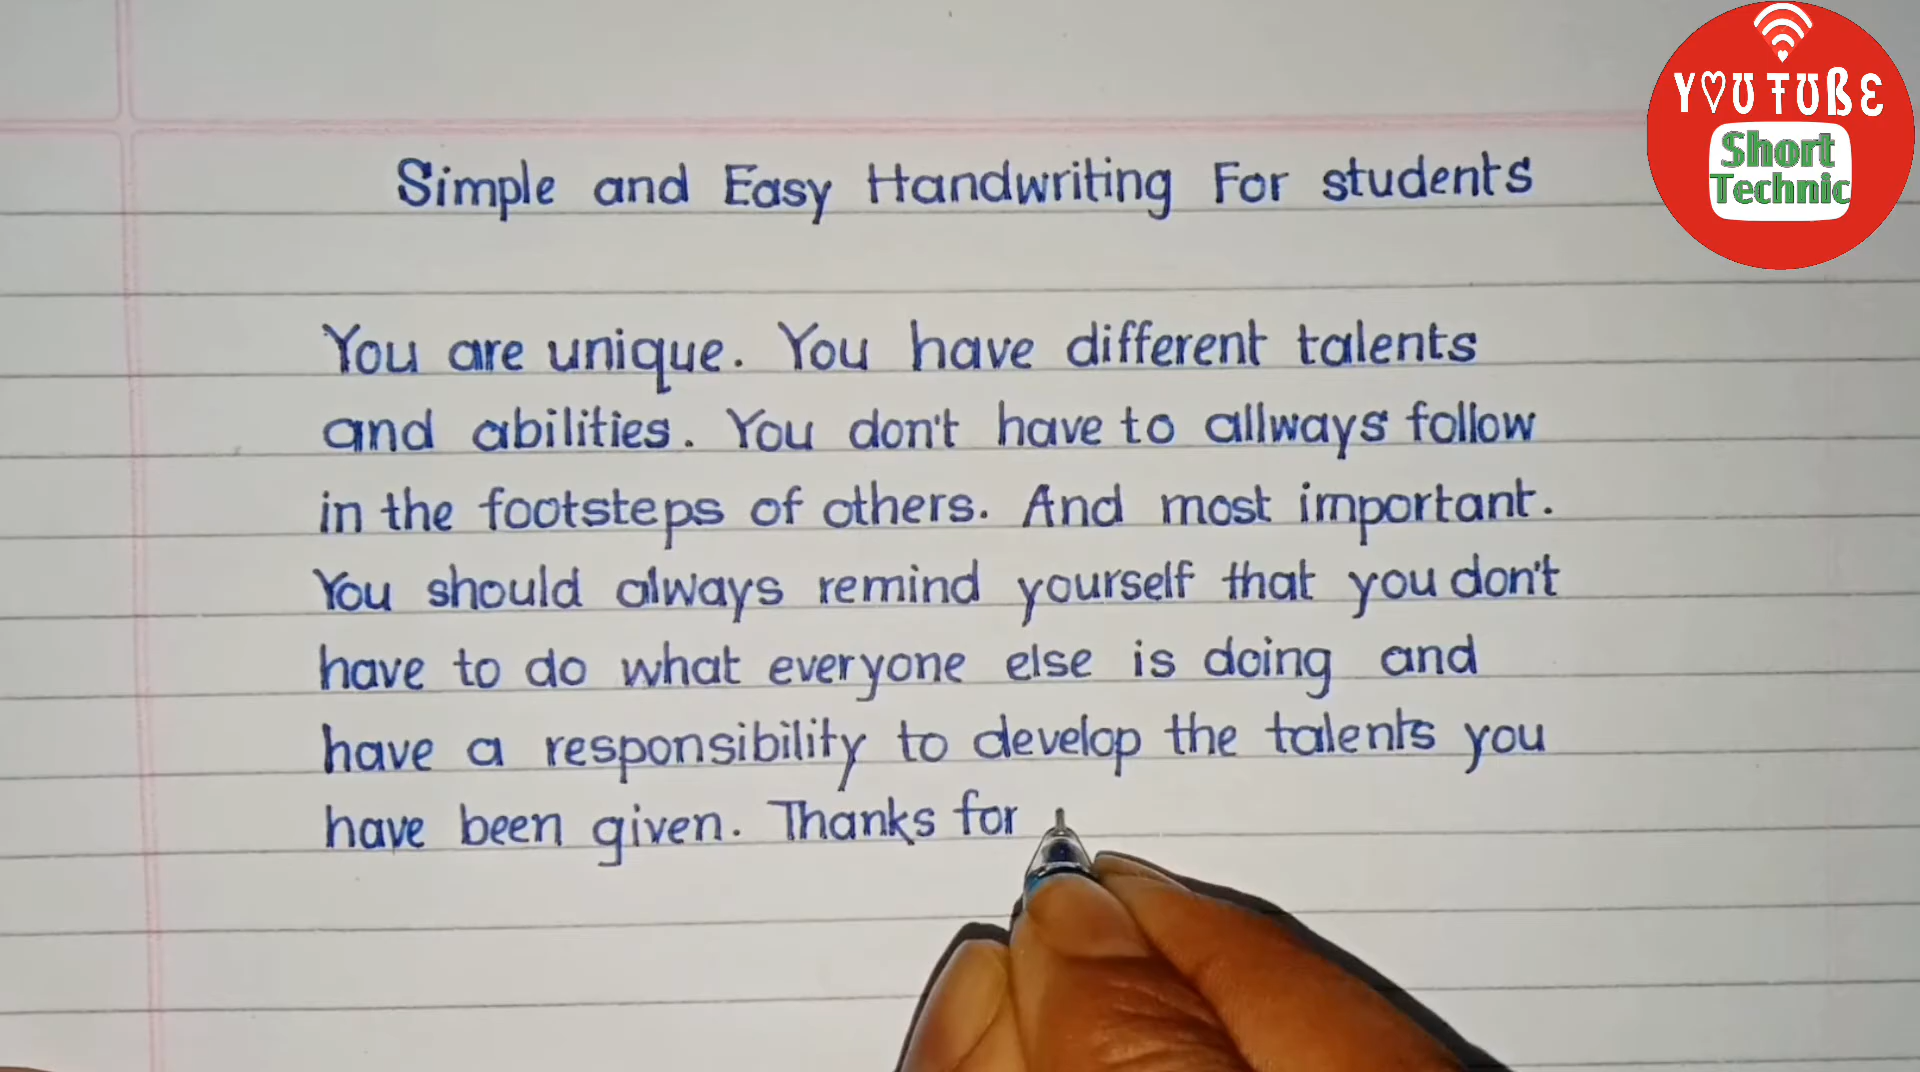 YOUTUBE
Short
Technic
Simple and Easy Handwriting For students
You are unique. You have different talents
and abilities. You don't have to allways follow
in the footsteps of others. And most important.
You should always remind yourself that you don't
have to do what everyone else is doing and
have a responsibility to develop the talents you
have been given. Thanks for